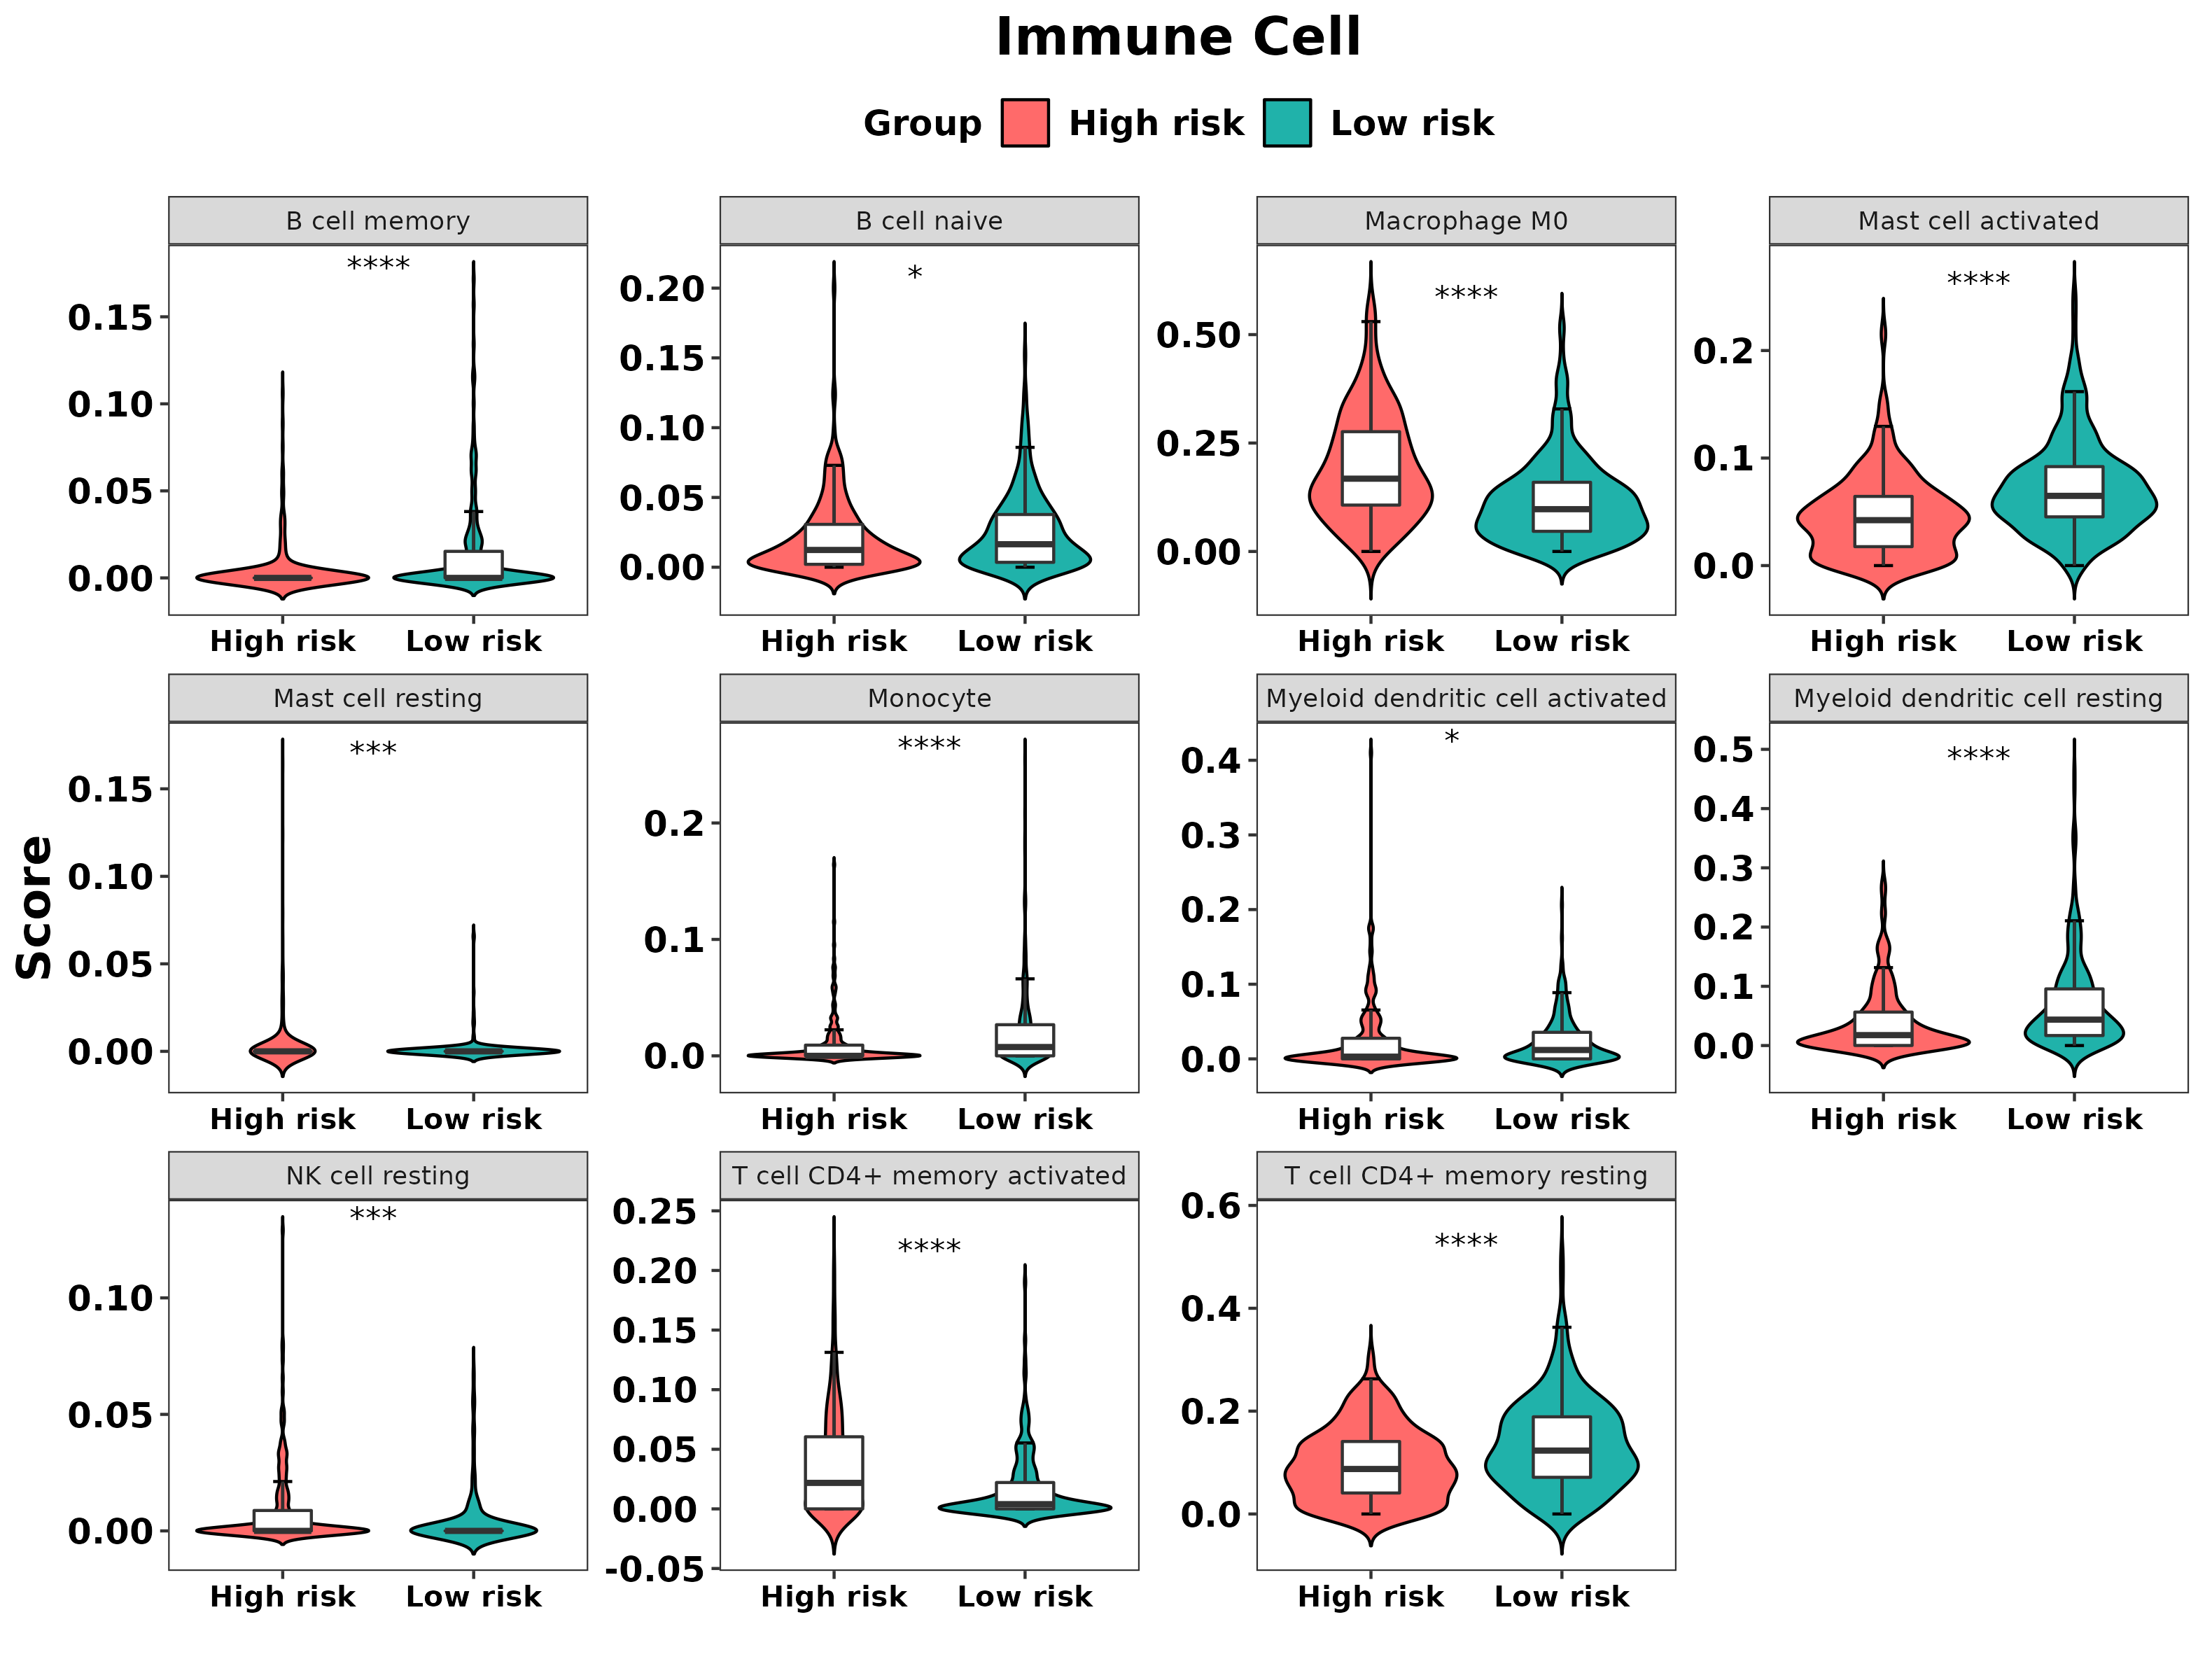 Immune Cell
Group High risk Low risk
B cell memory
****
0.15
0.10
0.05
0.00
High risk Low risk
B cell naive
*
0.20
0.15
0.10
0.05
0.00
High risk Low risk
Macrophage M0
****
0.50
0.25
0.00
High risk Low risk
Mast cell activated
****
0.2
0.1
0.0
High risk Low risk
Score
Mast cell resting
***
0.15
0.10
0.05
0.00
High risk Low risk
Monocyte
****
0.2
0.1
0.0
High risk Low risk
Myeloid dendritic cell activated
*
0.4
0.3
0.2
0.1
0.0
High risk Low risk
Myeloid dendritic cell resting
****
0.5
0.4
0.3
0.2
0.1
0.0
High risk Low risk
NK cell resting
***
0.10
0.05
0.00
High risk Low risk
T cell CD4+ memory activated
****
0.25
0.20
0.15
0.10
0.05
0.00
-0.05
High risk Low risk
T cell CD4+ memory resting
****
0.6
0.4
0.2
0.0
High risk Low risk